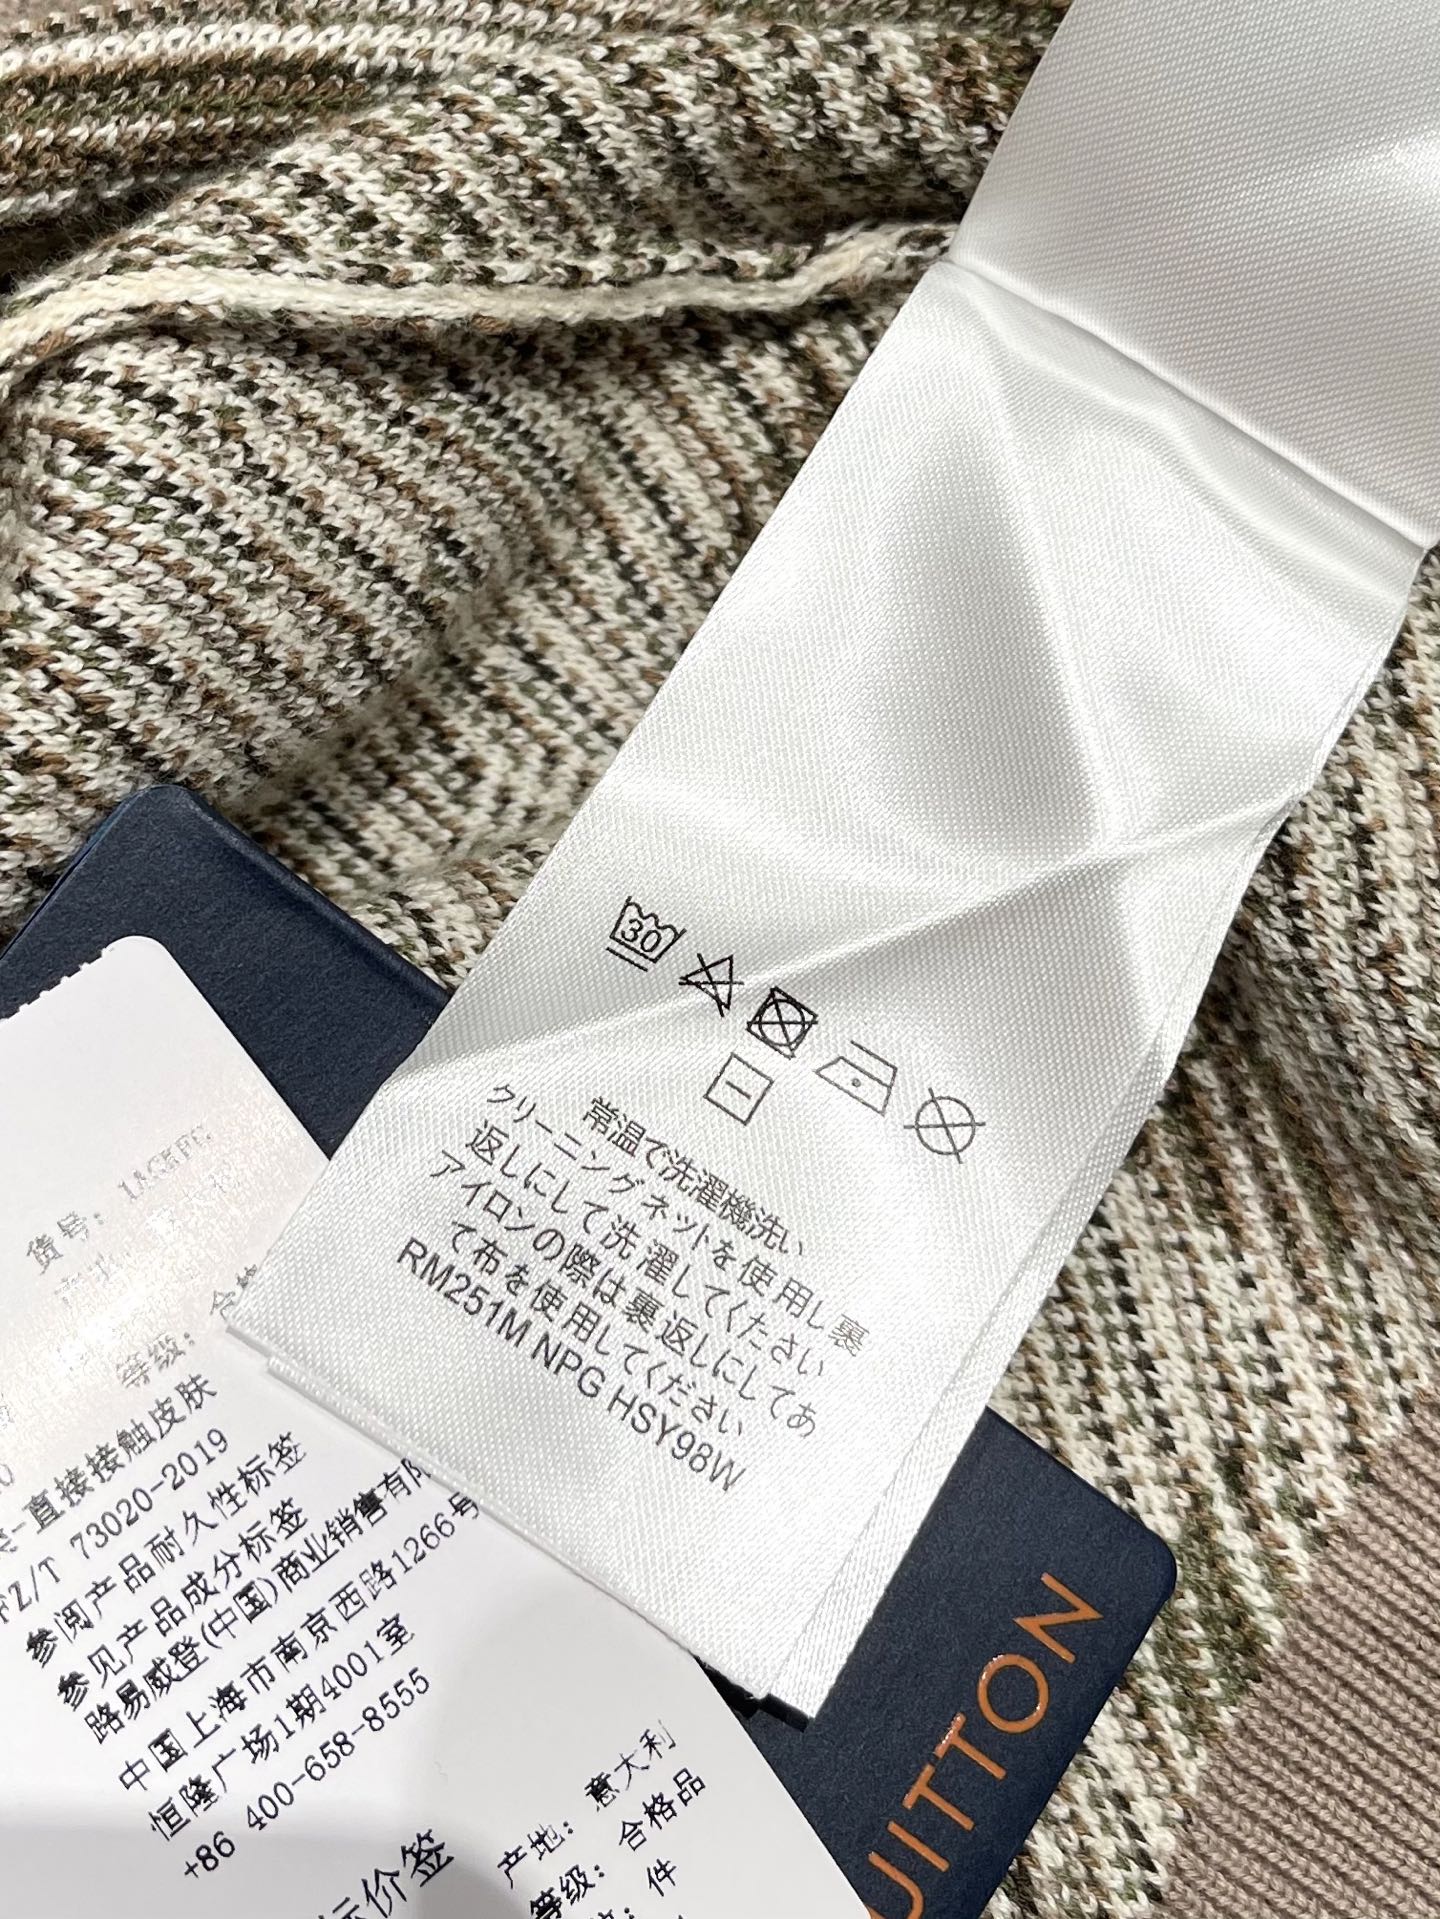 30
常温で洗濯機洗い
クリーニングネットを使用し裏
返しにして洗濯してください
アイロンの際は裏返しにしてあ
て布を使用してください
RM251M NPG HSY98W
货号:
等级:
直接接触皮肤
FZ/T 73020-2019
参阅产品耐久性标签
参见产品成分标签
路易威登(中国)商业销售有限
中国上海市南京西路1266号
恒隆广场1期4001室
+86 400-658-8555
价签
产地: 意大利
等级: 合格品
件
UITTON